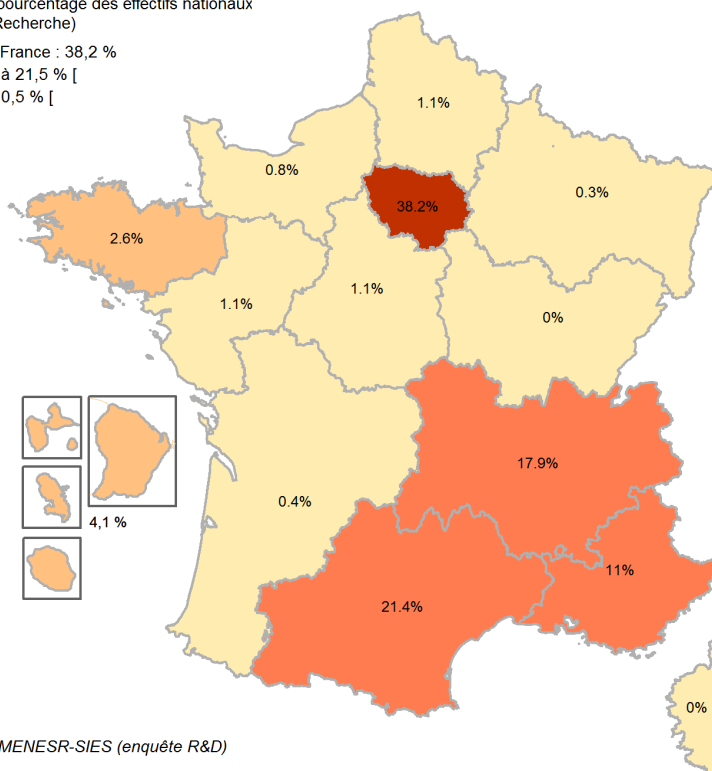 pourcentage des effectifs nationaux
Recherche)
France : 38,2 %
à 21,5 % [
0,5 % [
1.1%
0.8%
0.3%
38.2%
2.6%
1.1%
1.1%
0%
17.9%
0.4%
4,1 %
11%
21.4%
0%
MENESR-SIES (enquête R&D)